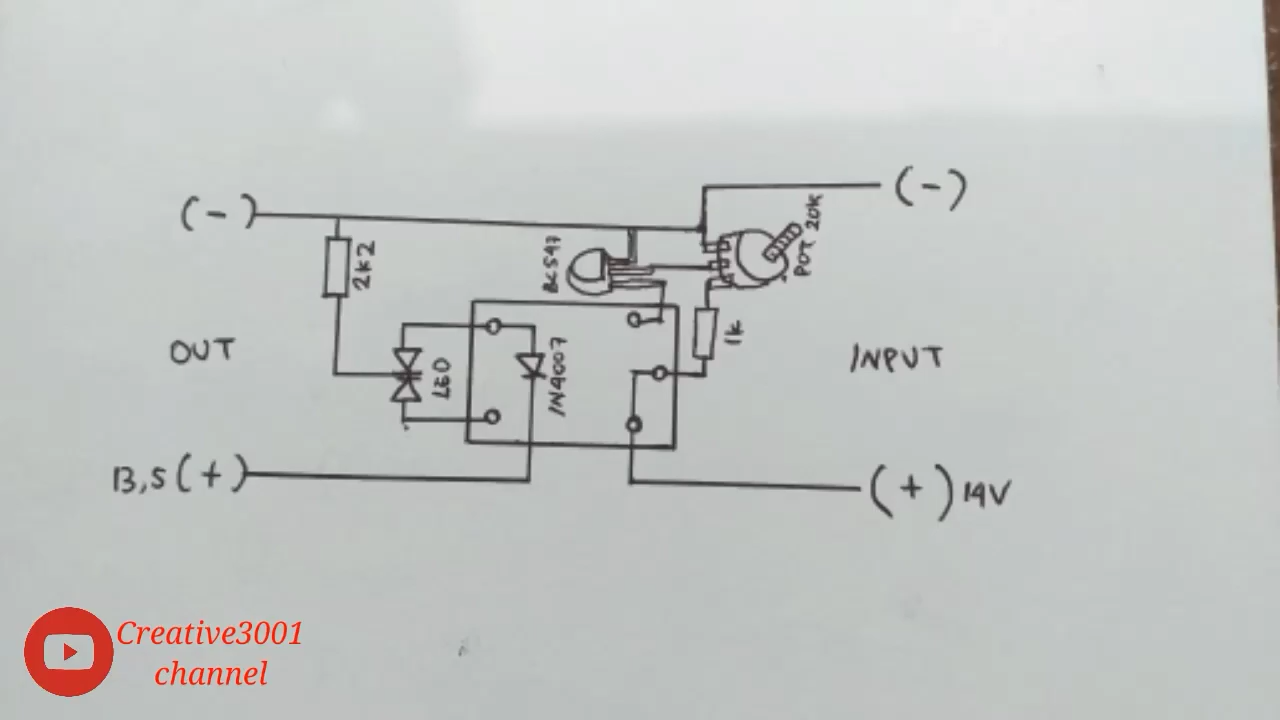 (-)
(-)
BC547
POT 20k
2k2
1k
OUT
LED
IN4007
INPUT
13,5 (+)
(+) 14V
Creative3001
channel